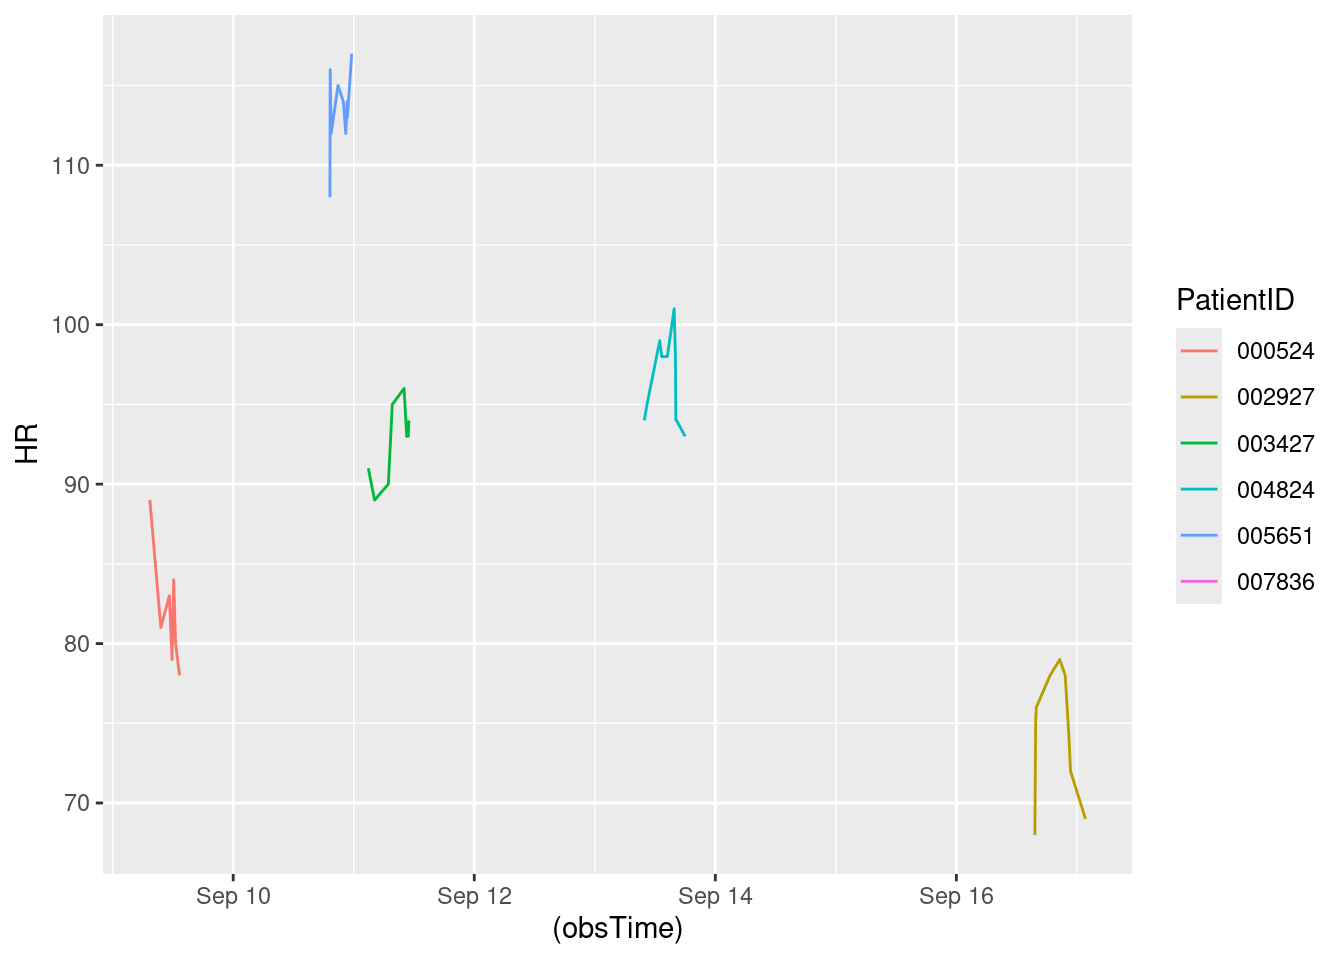 110
100
90
80
70
HR
Sep 10
Sep 12
Sep 14
Sep 16
(obsTime)
PatientID
000524
002927
003427
004824
005651
007836